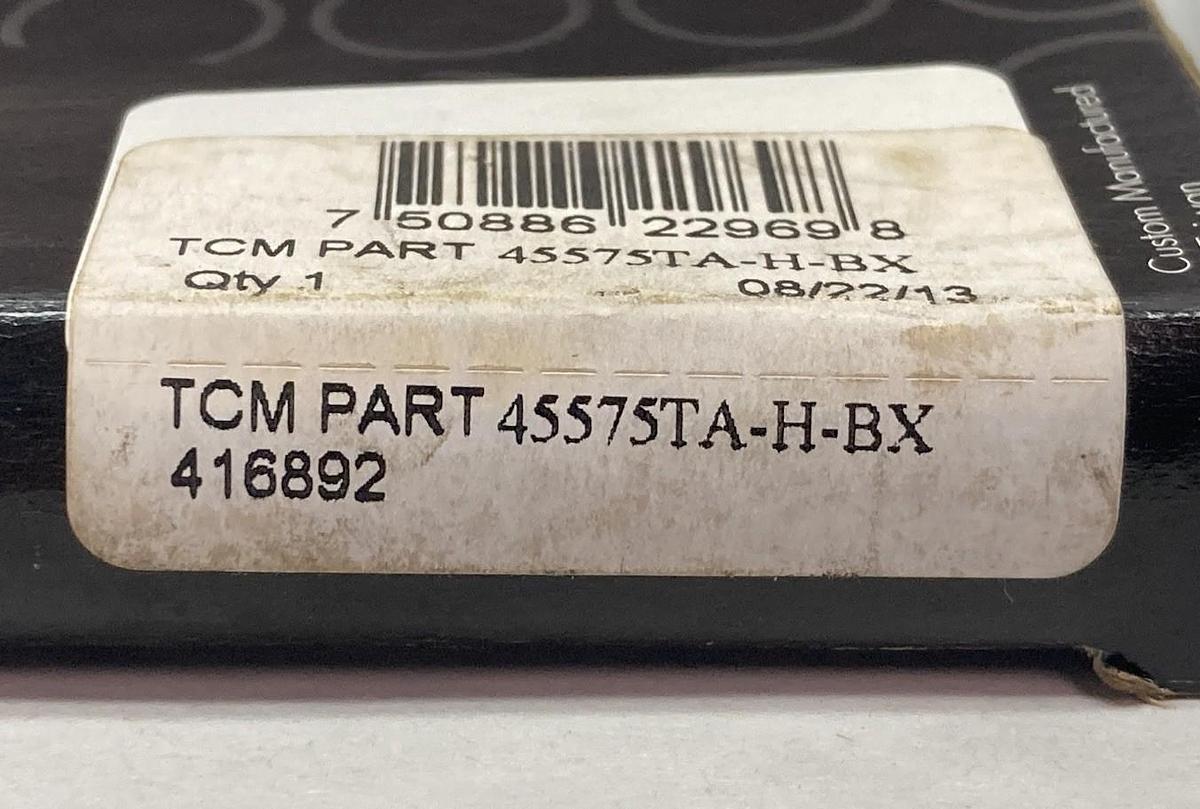 7 50886 22969 8
TCM PART 45575TA-H-BX
Qty 1 08/22/13
TCM PART 45575TA-H-BX
416892
Custom Manufactured